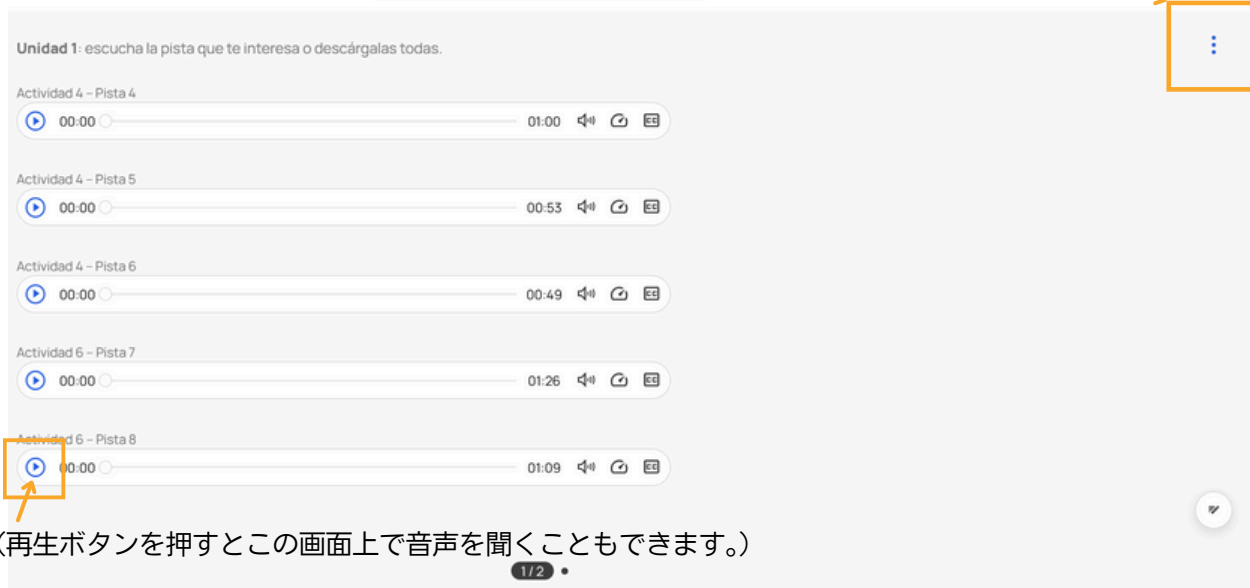 Unidad 1: escucha la pista que te interesa o descárgalas todas.
Actividad 4 – Pista 4
00:00 01:00
Actividad 4 – Pista 5
00:00 00:53
Actividad 4 – Pista 6
00:00 00:49
Actividad 6 – Pista 7
00:00 01:26
Actividad 6 – Pista 8
00:00 01:09
(再生ボタンを押すとこの画面上で音声を聞くこともできます。)
1/2